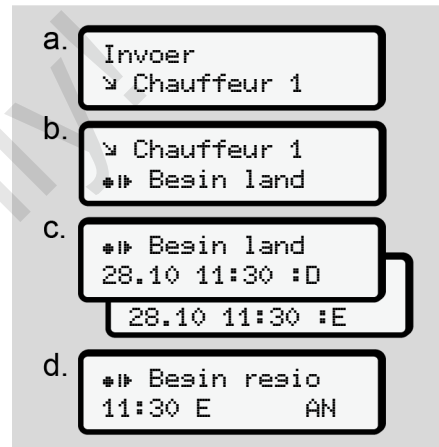 a.
Invoer
↘ Chauffeur 1
b.
↘ Chauffeur 1
Begin land
c.
Begin land
28.10 11:30 :D
28.10 11:30 :E
d.
Begin regio
11:30 E AN